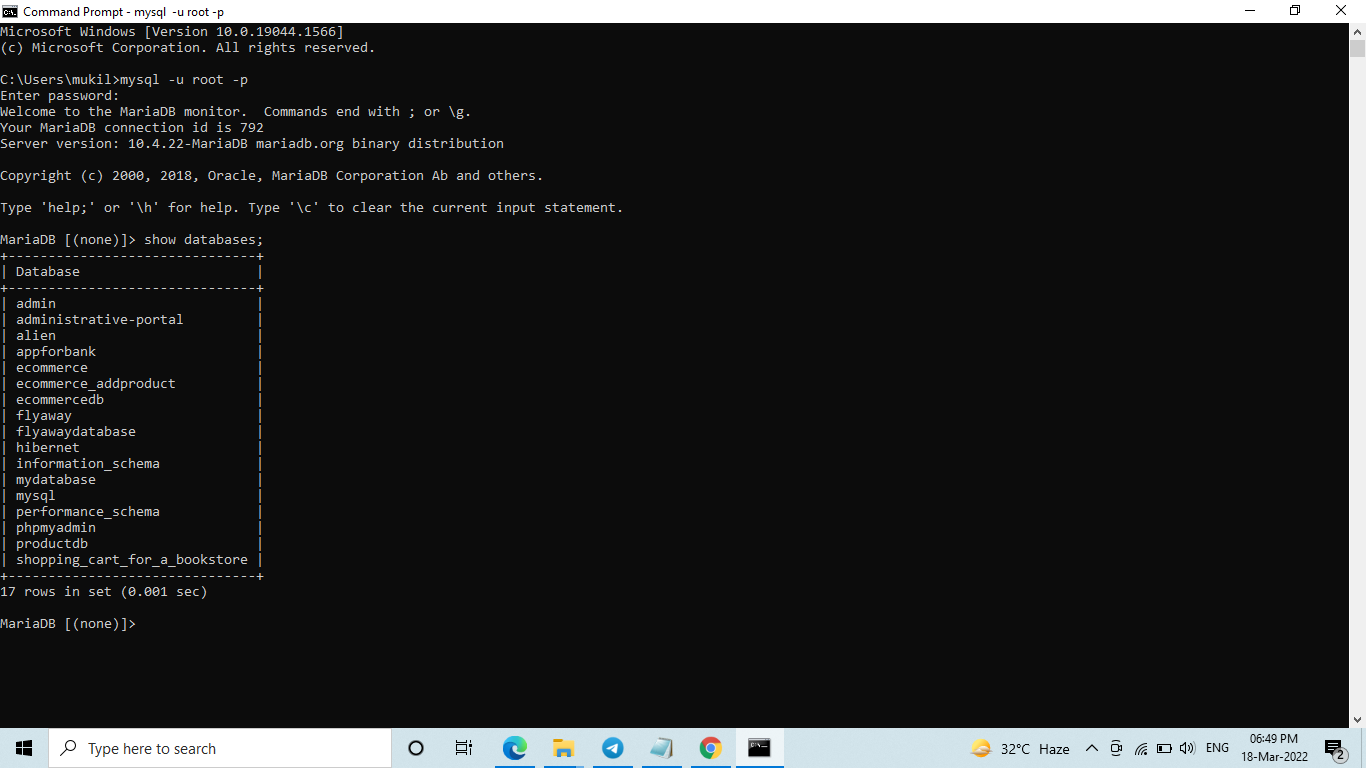 Command Prompt - mysql -u root -p
Microsoft Windows [Version 10.0.19044.1566]
(c) Microsoft Corporation. All rights reserved.
C:\Users\mukil>mysql -u root -p
Enter password:
Welcome to the MariaDB monitor.  Commands end with ; or \g.
Your MariaDB connection id is 792
Server version: 10.4.22-MariaDB mariadb.org binary distribution
Copyright (c) 2000, 2018, Oracle, MariaDB Corporation Ab and others.
Type 'help;' or '\h' for help. Type '\c' to clear the current input statement.
MariaDB [(none)]> show databases;
+-------------------------------+
| Database                      |
+-------------------------------+
| admin                         |
| administrative-portal         |
| alien                         |
| appforbank                    |
| ecommerce                     |
| ecommerce_addproduct          |
| ecommercedb                   |
| flyaway                       |
| flyawaydatabase               |
| hibernet                      |
| information_schema            |
| mydatabase                    |
| mysql                         |
| performance_schema            |
| phpmyadmin                    |
| productdb                     |
| shopping_cart_for_a_bookstore |
+-------------------------------+
17 rows in set (0.001 sec)
MariaDB [(none)]>
Type here to search
32°C Haze
ENG
06:49 PM
18-Mar-2022
2